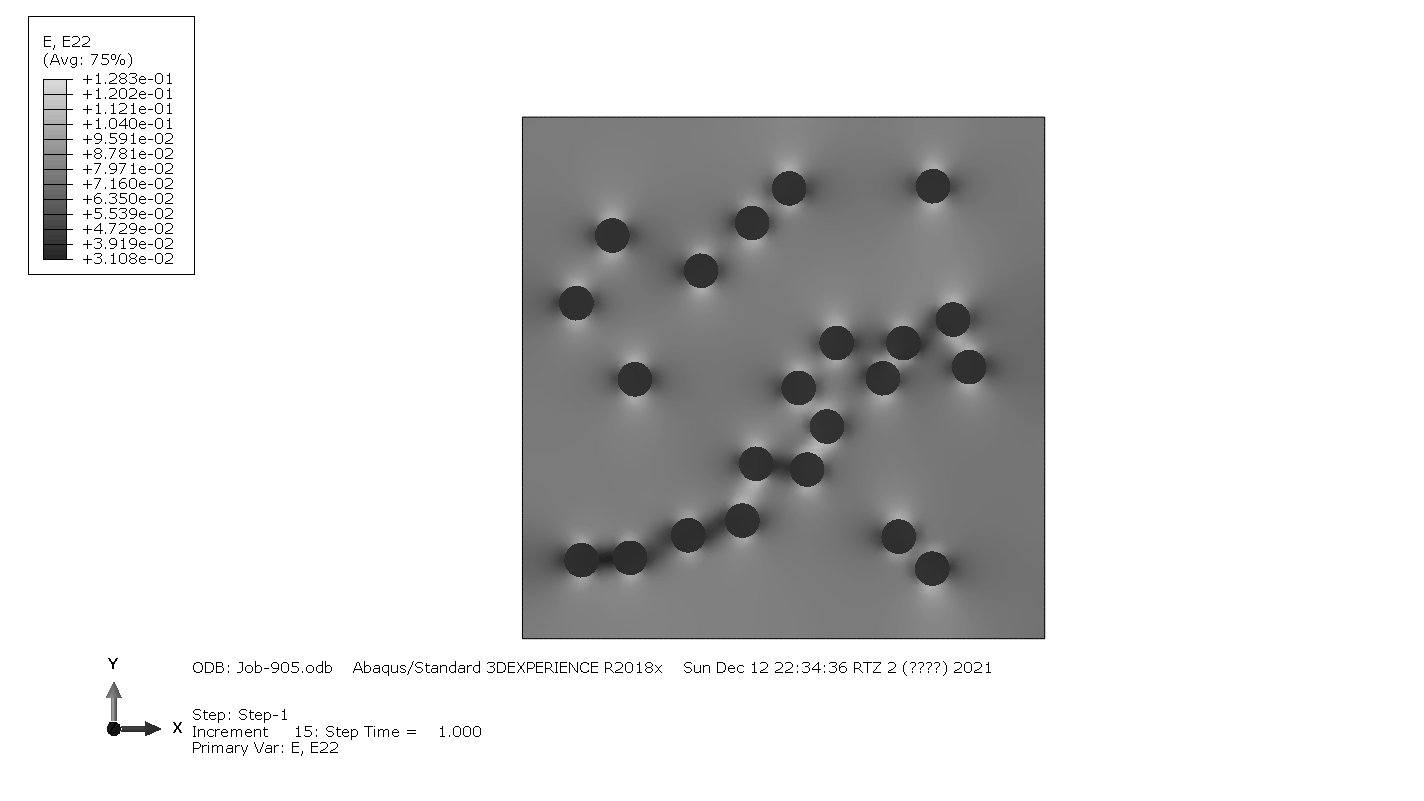 E, E22
(Avg: 75%)
+1.283e-01
+1.202e-01
+1.121e-01
+1.040e-01
+9.591e-02
+8.781e-02
+7.971e-02
+7.160e-02
+6.350e-02
+5.539e-02
+4.729e-02
+3.919e-02
+3.108e-02
Y
X
ODB: Job-905.odb Abaqus/Standard 3DEXPERIENCE R2018x Sun Dec 12 22:34:36 RTZ 2 (????) 2021
Step: Step-1
Increment 15: Step Time = 1.000
Primary Var: E, E22